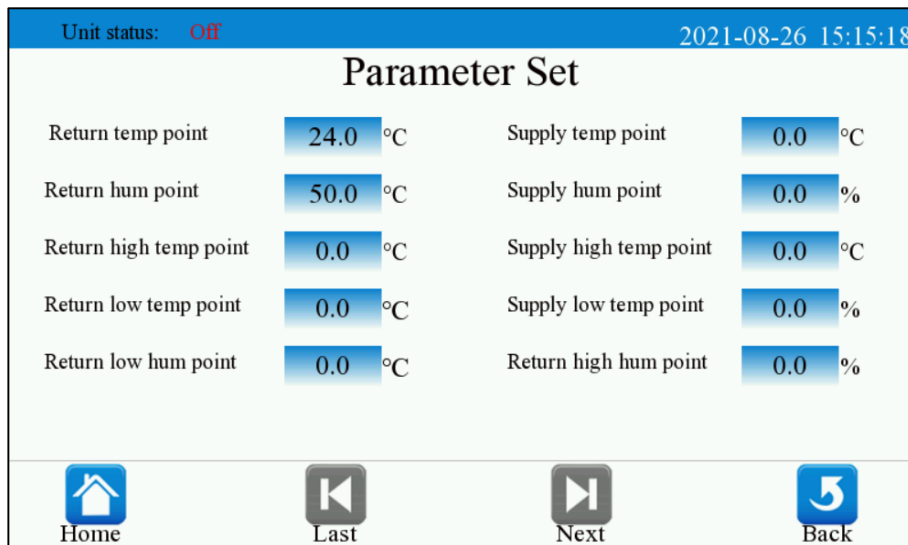 Unit status: Off 2021-08-26 15:15:18
Parameter Set
Return temp point 24.0 °C Supply temp point 0.0 °C
Return hum point 50.0 °C Supply hum point 0.0 %
Return high temp point 0.0 °C Supply high temp point 0.0 °C
Return low temp point 0.0 °C Supply low temp point 0.0 %
Return low hum point 0.0 °C Return high hum point 0.0 %
Home Last Next Back